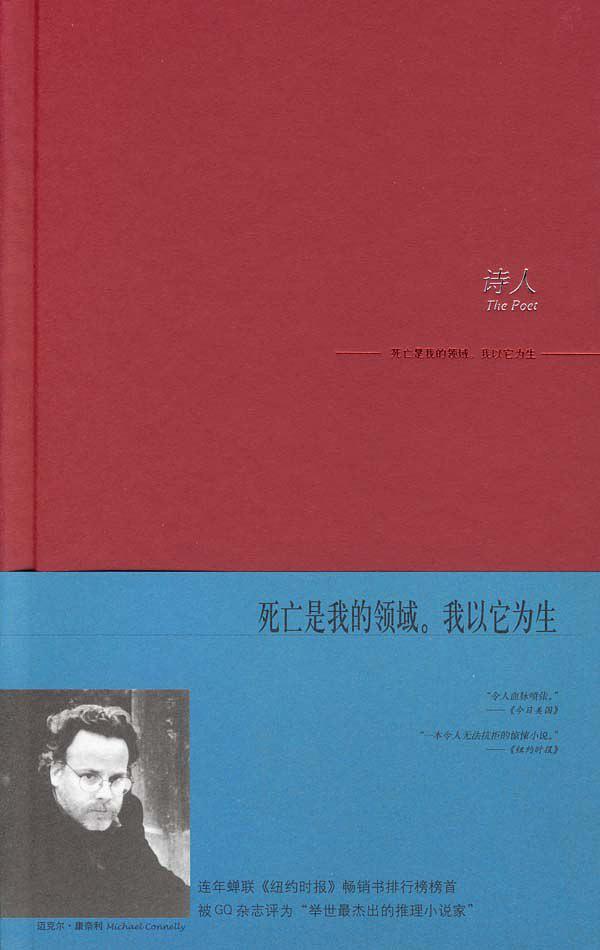 诗人
The Poet
死亡是我的领域。我以它为生
死亡是我的领域。我以它为生
“令人血脉喷张。”
——《今日美国》
“一本令人无法抗拒的惊悚小说。”
——《纽约时报》
连年蝉联《纽约时报》畅销书排行榜榜首
被 GQ 杂志评为“举世最杰出的推理小说家”
迈克尔·康奈利 Michael Connelly